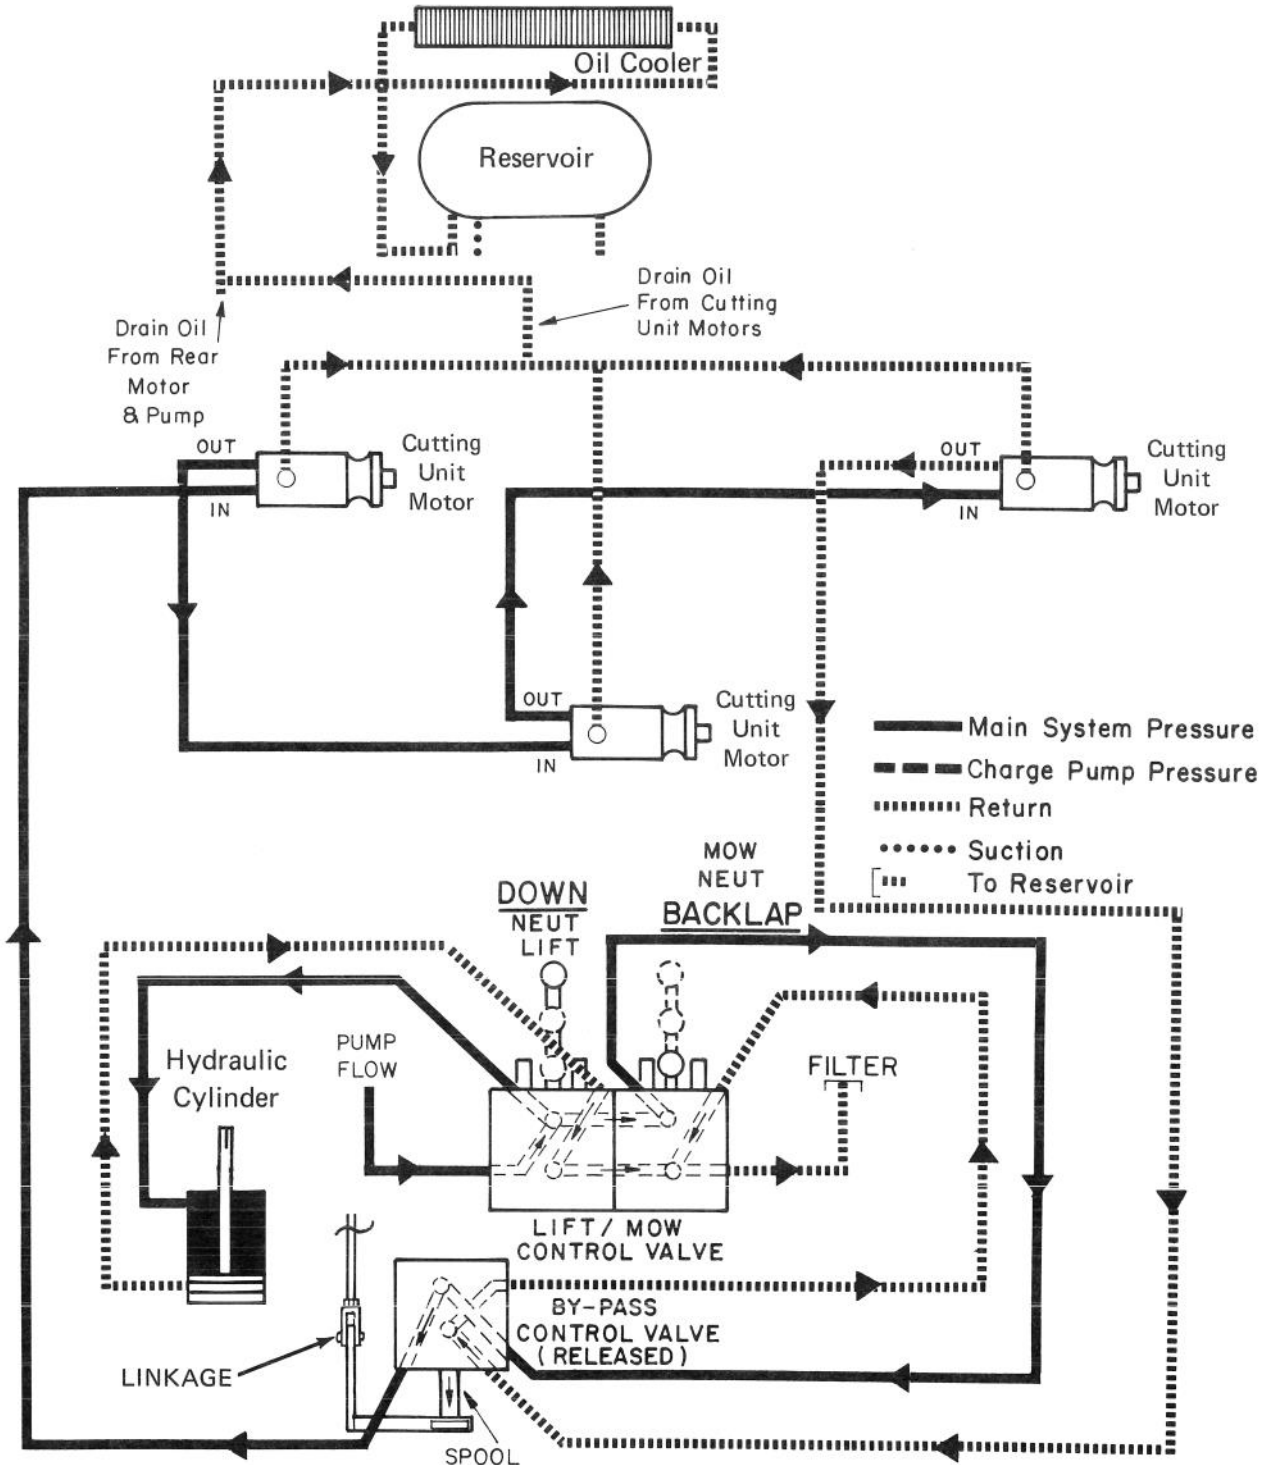 Oil Cooler
Reservoir
Drain Oil
From Cutting
Unit Motors
Drain Oil
From Rear
Motor
& Pump
OUT
IN
Cutting
Unit
Motor
OUT
IN
Cutting
Unit
Motor
OUT
IN
Cutting
Unit
Motor
Main System Pressure
Charge Pump Pressure
Return
Suction
To Reservoir
MOW
NEUT
BACKLAP
DOWN
NEUT
LIFT
PUMP
FLOW
FILTER
Hydraulic
Cylinder
LIFT / MOW
CONTROL VALVE
BY-PASS
CONTROL VALVE
(RELEASED)
LINKAGE
SPOOL